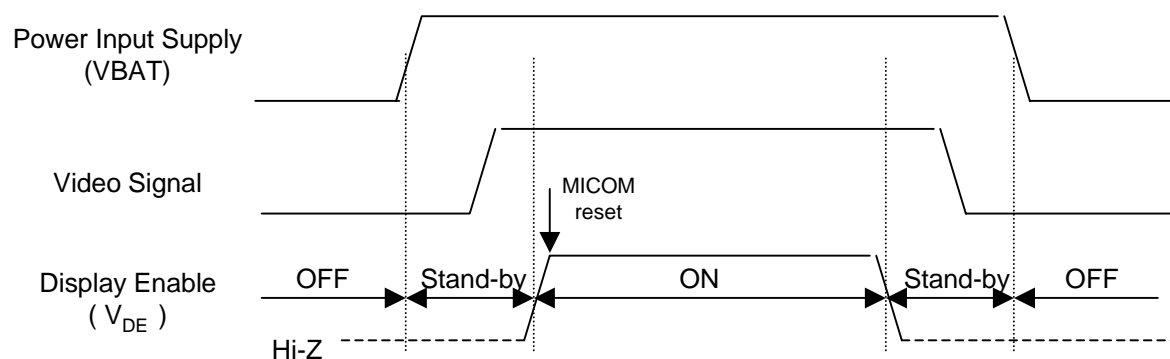 Power Input Supply
(VBAT)
Video Signal
MICOM
reset
Display Enable
( VDE )
OFF
Stand-by
ON
Stand-by
OFF
Hi-Z